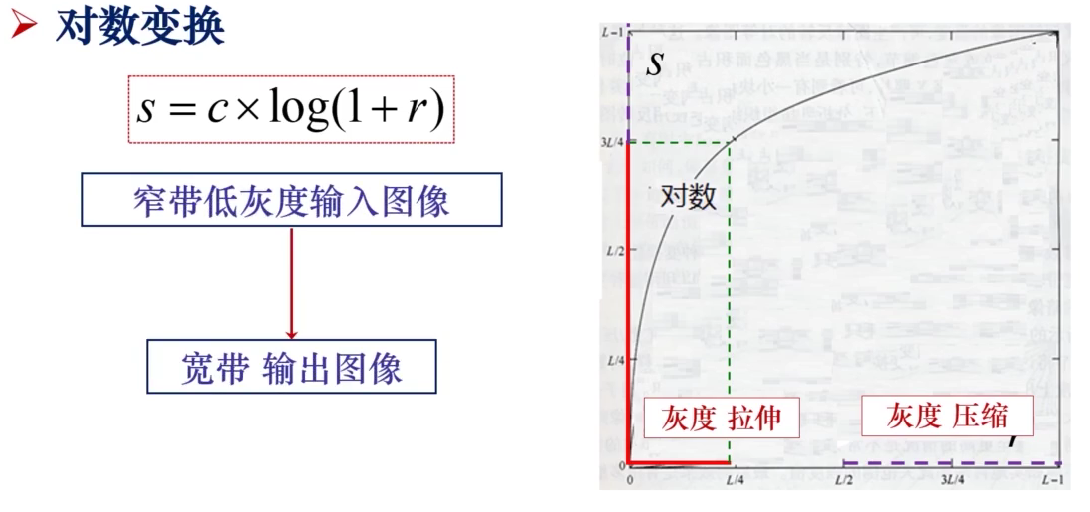 对数变换
s = c × log(1 + r)
窄带低灰度输入图像
宽带 输出图像
L−1
s
3L/4
对数
L/2
L/4
灰度 拉伸
灰度 压缩
0
0
L/4
L/2
3L/4
L−1